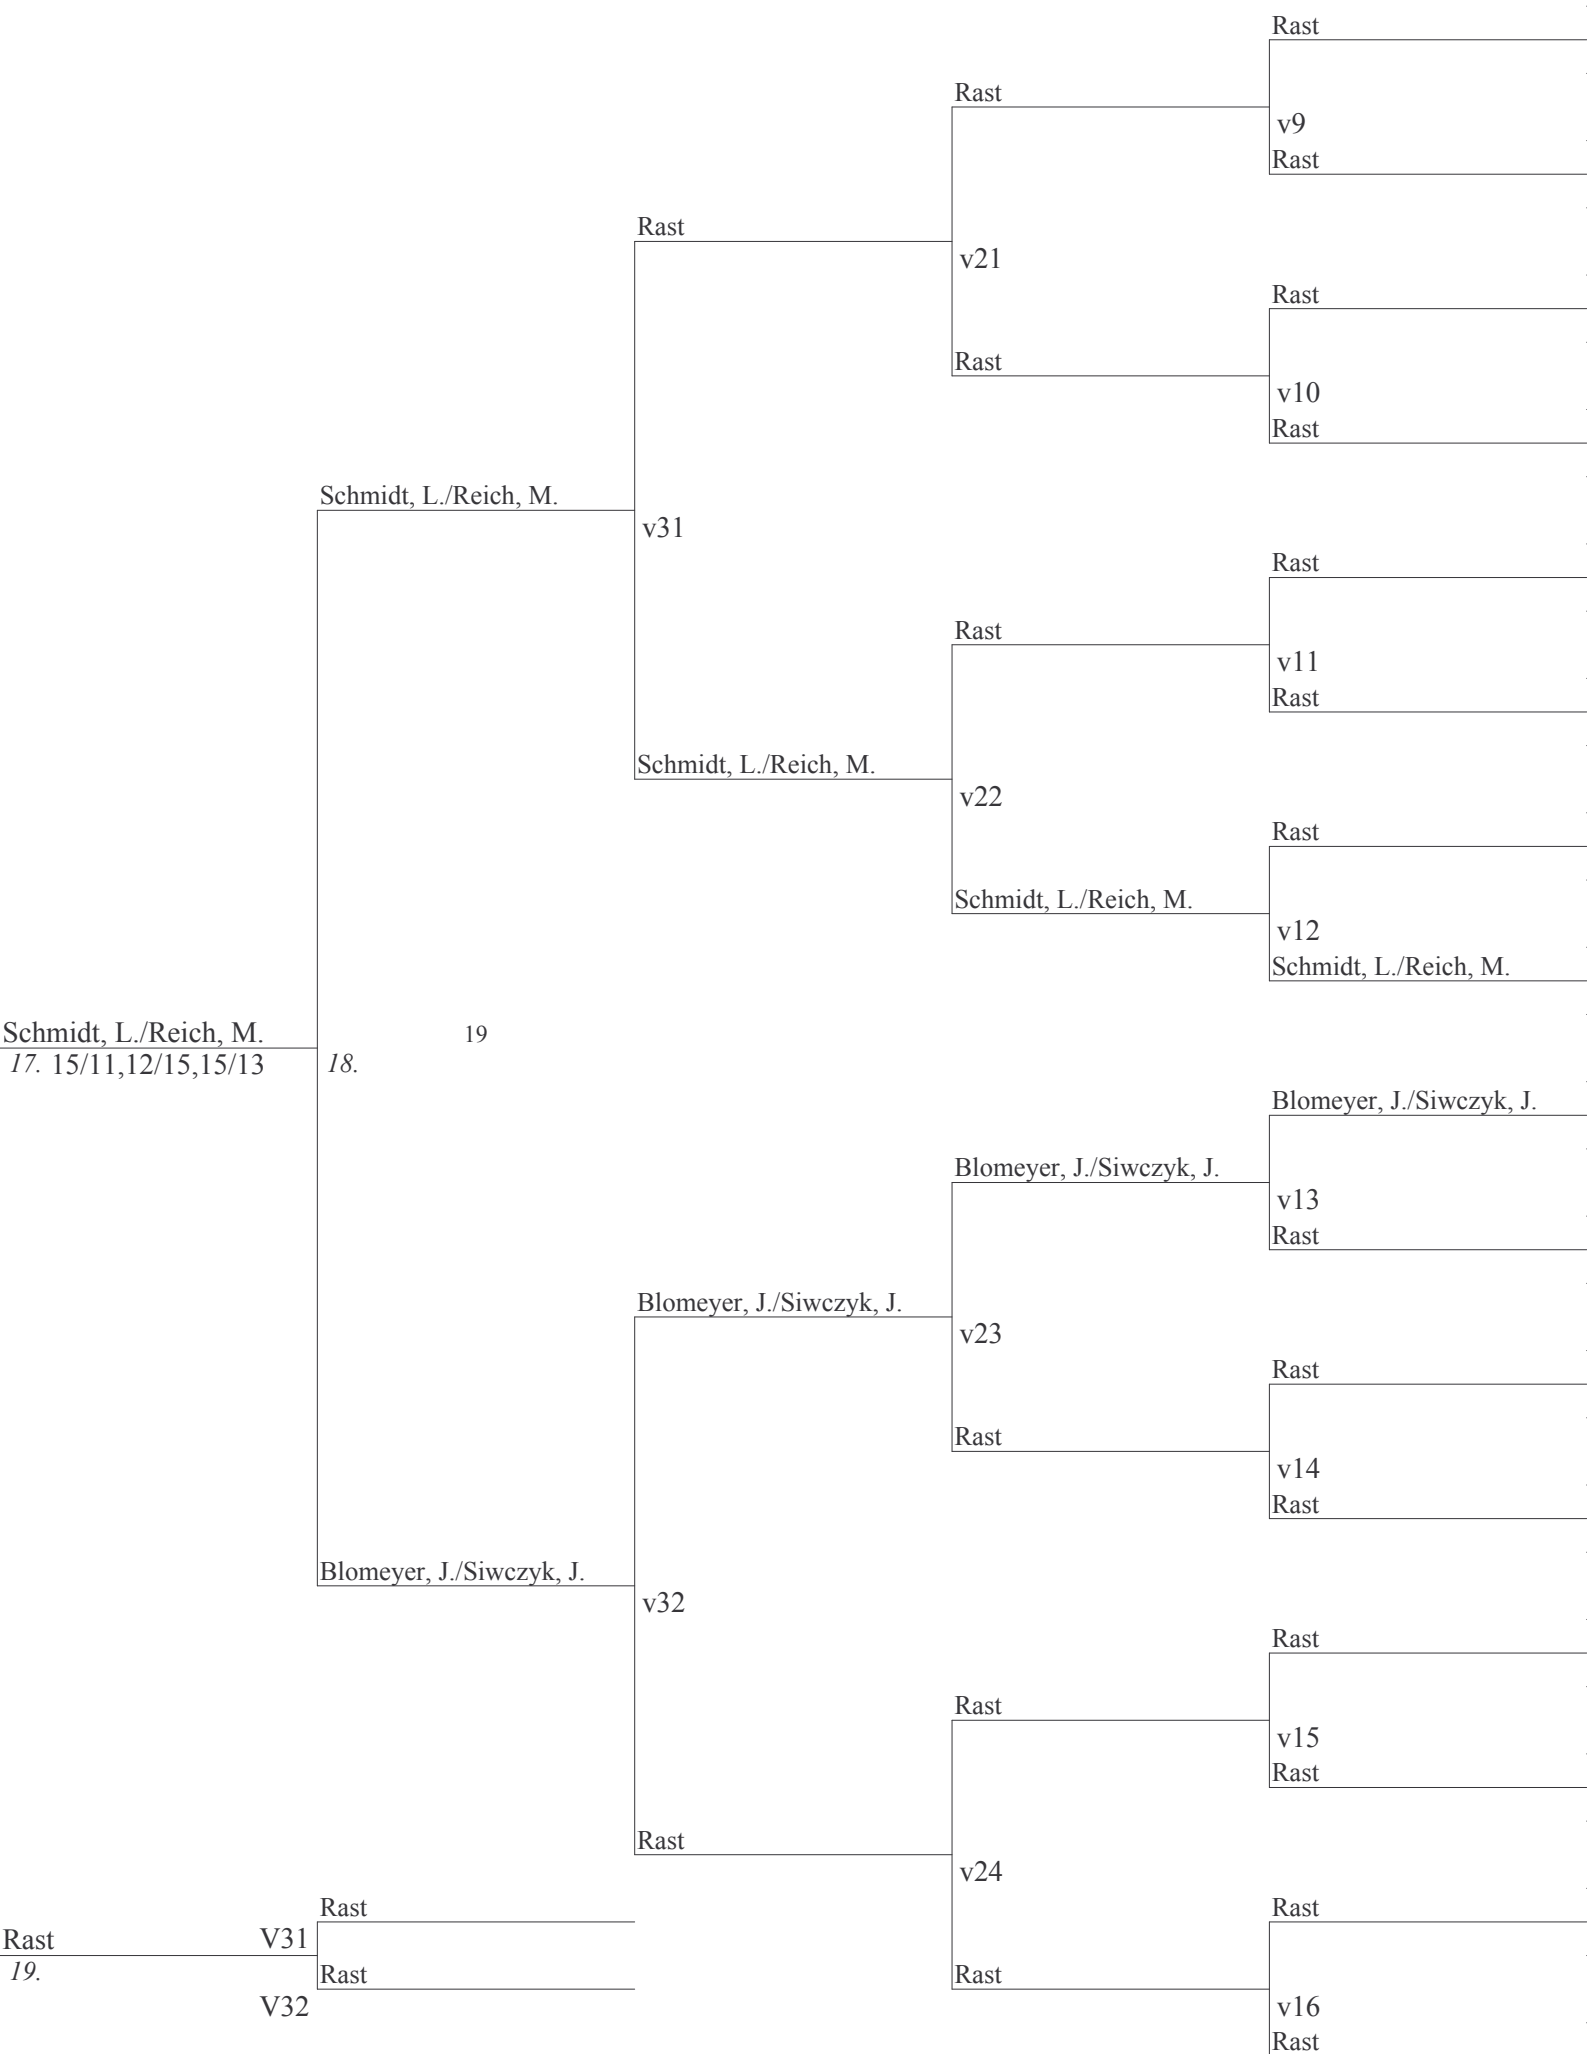 Rast
Rast
v9
Rast
Rast
v21
Rast
Rast
v10
Rast
Schmidt, L./Reich, M.
v31
Rast
Rast
v11
Rast
Schmidt, L./Reich, M.
v22
Rast
Schmidt, L./Reich, M.
v12
Schmidt, L./Reich, M.
Schmidt, L./Reich, M. 19
17. 15/11,12/15,15/13 18.
Blomeyer, J./Siwczyk, J.
Blomeyer, J./Siwczyk, J.
v13
Rast
Blomeyer, J./Siwczyk, J.
v23
Rast
Rast
v14
Rast
Blomeyer, J./Siwczyk, J.
v32
Rast
Rast
v15
Rast
Rast
v24
Rast Rast
Rast V31
19. Rast Rast
V32 v16
Rast